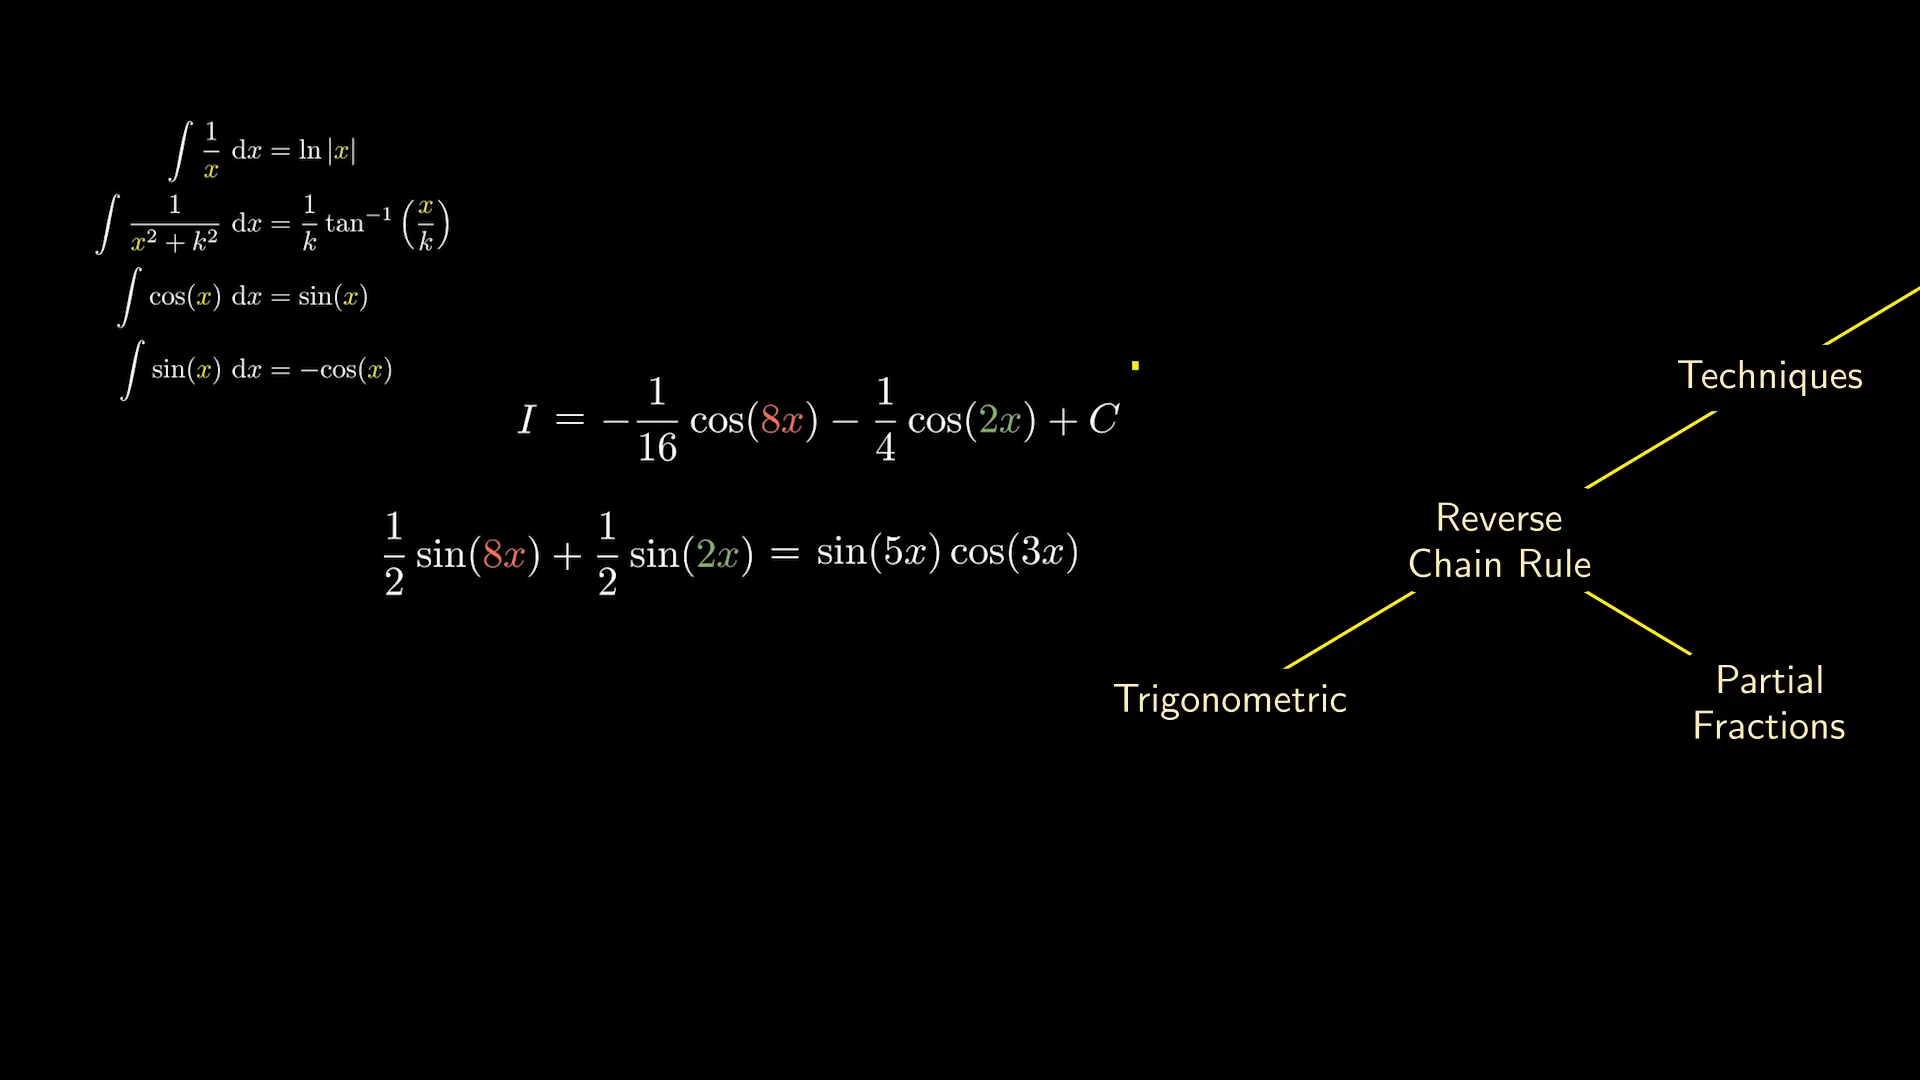 ∫ 1/x dx = ln |x|
∫ 1/(x² + k²) dx = 1/k tan⁻¹ (x/k)
∫ cos(x) dx = sin(x)
∫ sin(x) dx = −cos(x)
I = −1/16 cos(8x) − 1/4 cos(2x) + C
1/2 sin(8x) + 1/2 sin(2x) = sin(5x) cos(3x)
Techniques
Reverse
Chain Rule
Trigonometric
Partial
Fractions